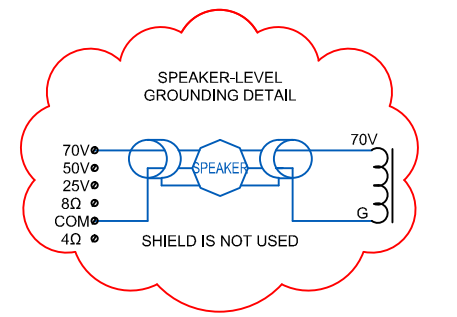 SPEAKER-LEVEL
GROUNDING DETAIL
70V
70V
50V
SPEAKER
25V
8Ω
COM
G
4Ω
SHIELD IS NOT USED